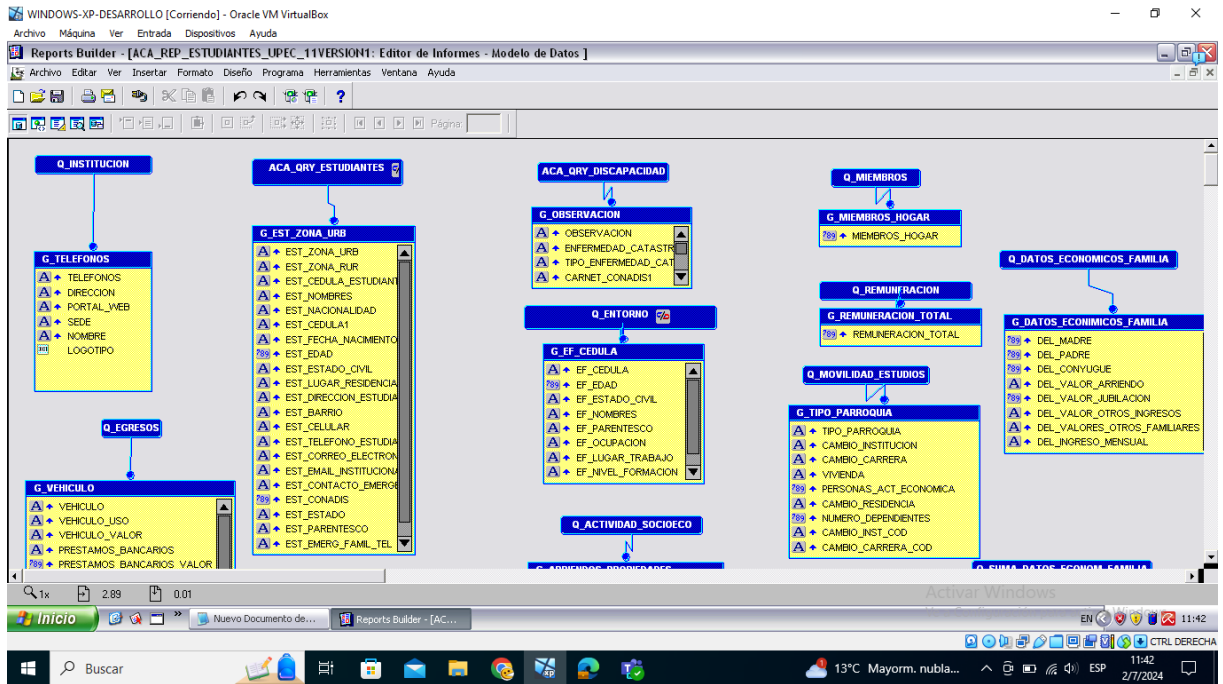 WINDOWS-XP-DESARROLLO [Corriendo] - Oracle VM VirtualBox
Archivo Máquina Ver Entrada Dispositivos Ayuda
Reports Builder - [ACA_REP_ESTUDIANTES_UPEC_11VERSION1: Editor de Informes - Modelo de Datos ]
Archivo Editar Ver Insertar Formato Diseño Programa Herramientas Ventana Ayuda
Página:
Q_INSTITUCION
G_TELEFONOS
TELEFONOS
DIRECCION
PORTAL_WEB
SEDE
NOMBRE
LOGOTIPO
Q_EGRESOS
G_VEHICULO
VEHICULO
VEHICULO_USO
VEHICULO_VALOR
PRESTAMOS_BANCARIOS
PRESTAMOS_BANCARIOS_VALOR
ACA_QRY_ESTUDIANTES
G_EST_ZONA_URB
EST_ZONA_URB
EST_ZONA_RUR
EST_CEDULA_ESTUDIANT
EST_NOMBRES
EST_NACIONALIDAD
EST_CEDULA1
EST_FECHA_NACIMIENTO
EST_EDAD
EST_ESTADO_CIVIL
EST_LUGAR_RESIDENCIA
EST_DIRECCION_ESTUDIA
EST_BARRIO
EST_CELULAR
EST_TELEFONO_ESTUDIA
EST_CORREO_ELECTRON
EST_EMAIL_INSTITUCIONA
EST_CONTACTO_EMERGE
EST_CONADIS
EST_ESTADO
EST_PARENTESCO
EST_EMERG_FAMIL_TEL
ACA_QRY_DISCAPACIDAD
G_OBSERVACION
OBSERVACION
ENFERMEDAD_CATASTR
TIPO_ENFERMEDAD_CAT
CARNET_CONADIS1
Q_ENTORNO
G_EF_CEDULA
EF_CEDULA
EF_EDAD
EF_ESTADO_CIVIL
EF_NOMBRES
EF_PARENTESCO
EF_OCUPACION
EF_LUGAR_TRABAJO
EF_NIVEL_FORMACION
Q_ACTIVIDAD_SOCIOECO
G_ARRIENDOS_PROPIEDADES
Q_MIEMBROS
G_MIEMBROS_HOGAR
MIEMBROS_HOGAR
Q_REMUNERACION
G_REMUNERACION_TOTAL
REMUNERACION_TOTAL
Q_MOVILIDAD_ESTUDIOS
G_TIPO_PARROQUIA
TIPO_PARROQUIA
CAMBIO_INSTITUCION
CAMBIO_CARRERA
VIVIENDA
PERSONAS_ACT_ECONOMICA
CAMBIO_RESIDENCIA
NUMERO_DEPENDIENTES
CAMBIO_INST_COD
CAMBIO_CARRERA_COD
Q_DATOS_ECONOMICOS_FAMILIA
G_DATOS_ECONIMICOS_FAMILIA
DEL_MADRE
DEL_PADRE
DEL_CONYUGUE
DEL_VALOR_ARRIENDO
DEL_VALOR_JUBILACION
DEL_VALOR_OTROS_INGRESOS
DEL_VALORES_OTROS_FAMILIARES
DEL_INGRESO_MENSUAL
Q_SUMA_DATOS_ECONOM_FAMILIA
1x 2.89 0.01
Activar Windows
Inicio Nuevo Documento de... Reports Builder - [AC... EN 11:42
CTRL DERECHA
Buscar 13°C Mayorm. nubla... ESP 11:42
2/7/2024